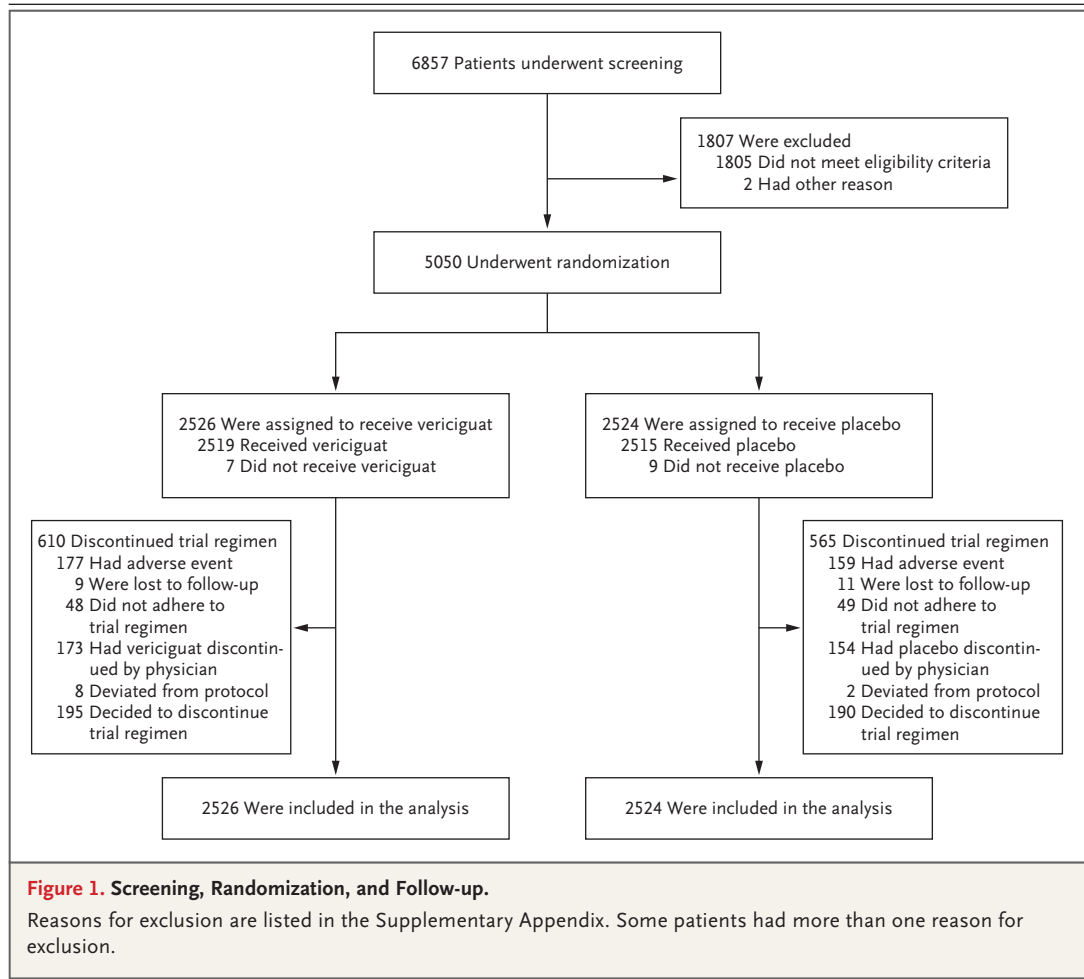 6857 Patients underwent screening
1807 Were excluded
1805 Did not meet eligibility criteria
2 Had other reason
5050 Underwent randomization
2526 Were assigned to receive vericiguat
2519 Received vericiguat
7 Did not receive vericiguat
2524 Were assigned to receive placebo
2515 Received placebo
9 Did not receive placebo
610 Discontinued trial regimen
177 Had adverse event
9 Were lost to follow-up
48 Did not adhere to
trial regimen
173 Had vericiguat discontin-
ued by physician
8 Deviated from protocol
195 Decided to discontinue
trial regimen
565 Discontinued trial regimen
159 Had adverse event
11 Were lost to follow-up
49 Did not adhere to
trial regimen
154 Had placebo discontin-
ued by physician
2 Deviated from protocol
190 Decided to discontinue
trial regimen
2526 Were included in the analysis
2524 Were included in the analysis
Figure 1. Screening, Randomization, and Follow-up.
Reasons for exclusion are listed in the Supplementary Appendix. Some patients had more than one reason for
exclusion.